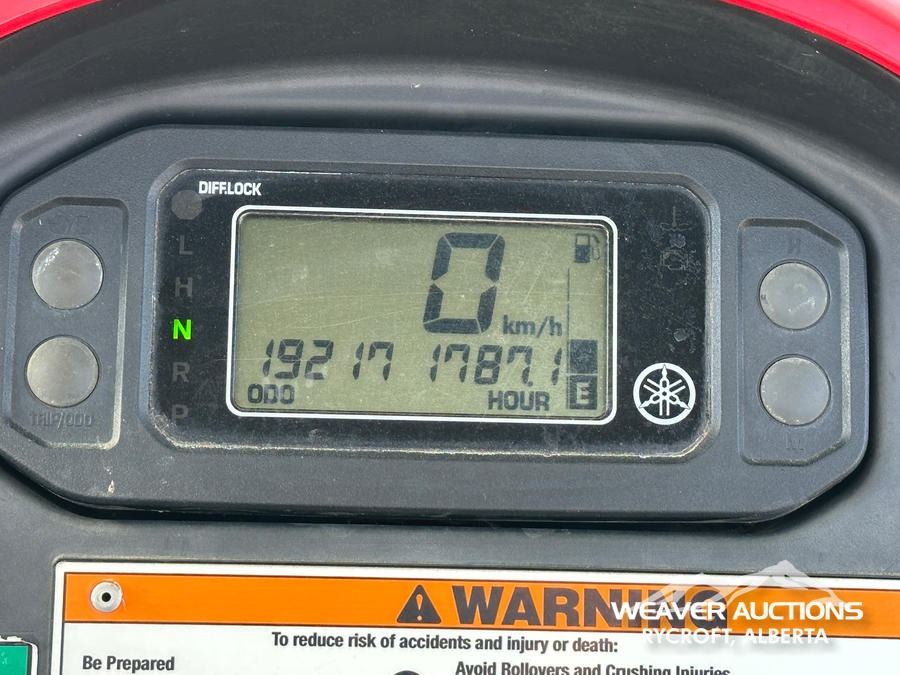 DIFF.LOCK
L
H
N
R
P
0
km/h
19217 1787.1
ODO HOUR E
TRIP/ODO
WARNING
To reduce risk of accidents and injury or death:
Be Prepared
Avoid Rollovers and Crushing Injuries
WEAVER AUCTIONS
RYCROFT, ALBERTA